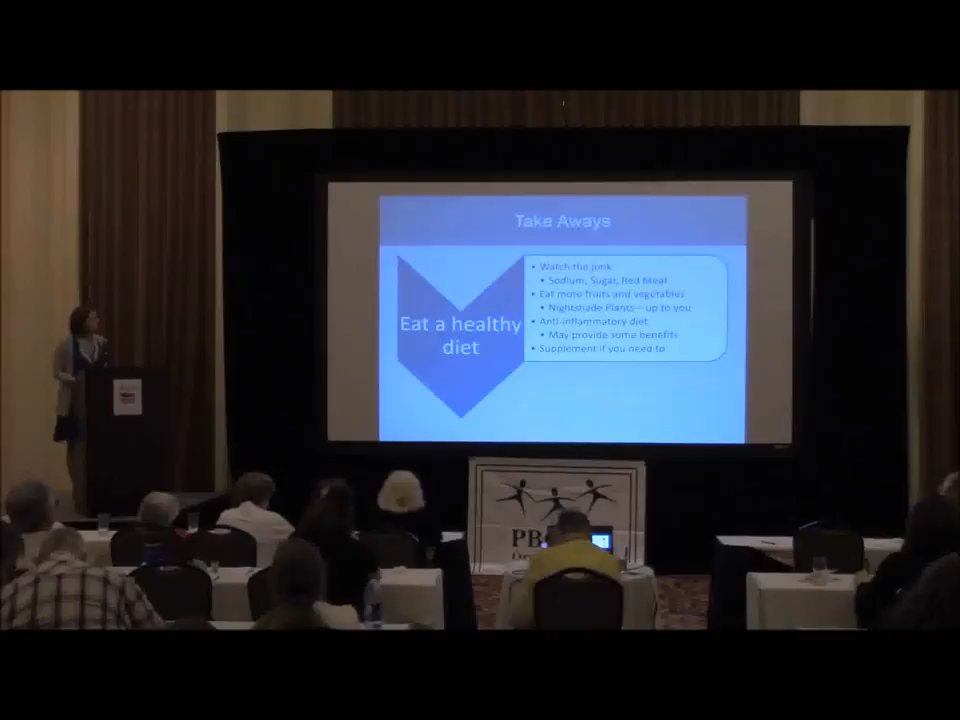 Take Aways
Eat a healthy
diet
• Watch the junk
• Sodium, Sugar, Red Meat
• Eat more fruits and vegetables
• Nightshade Plants—up to you
• Anti-inflammatory diet
• May provide some benefits
• Supplement if you need to